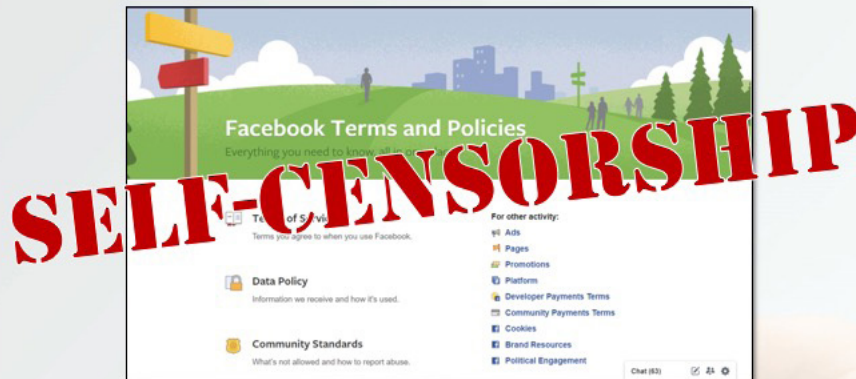 Facebook Terms and Policies
Everything you need to know, all in one place.
SELF-CENSORSHIP
Terms of Service
Terms you agree to when you use Facebook.
Data Policy
Information we receive and how it's used.
Community Standards
What's not allowed and how to report abuse.
For other activity:
Ads
Pages
Promotions
Platform
Developer Payments Terms
Community Payments Terms
Cookies
Brand Resources
Political Engagement
Chat (63)